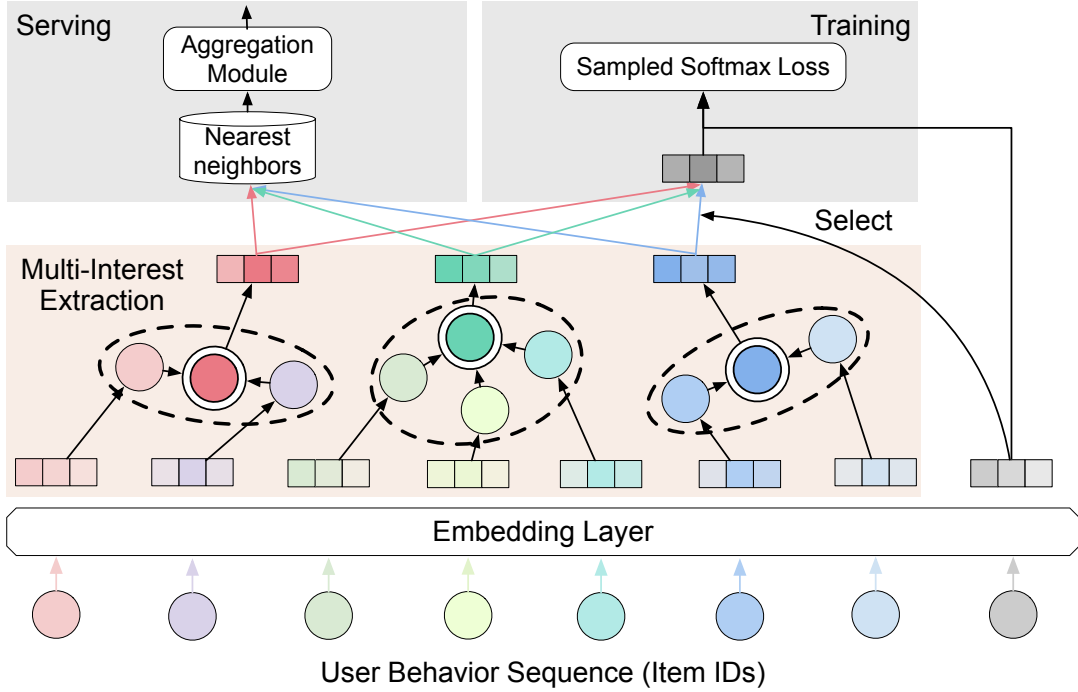 Serving
Training
Aggregation
Module
Sampled Softmax Loss
Nearest
neighbors
Select
Multi-Interest
Extraction
Embedding Layer
User Behavior Sequence (Item IDs)